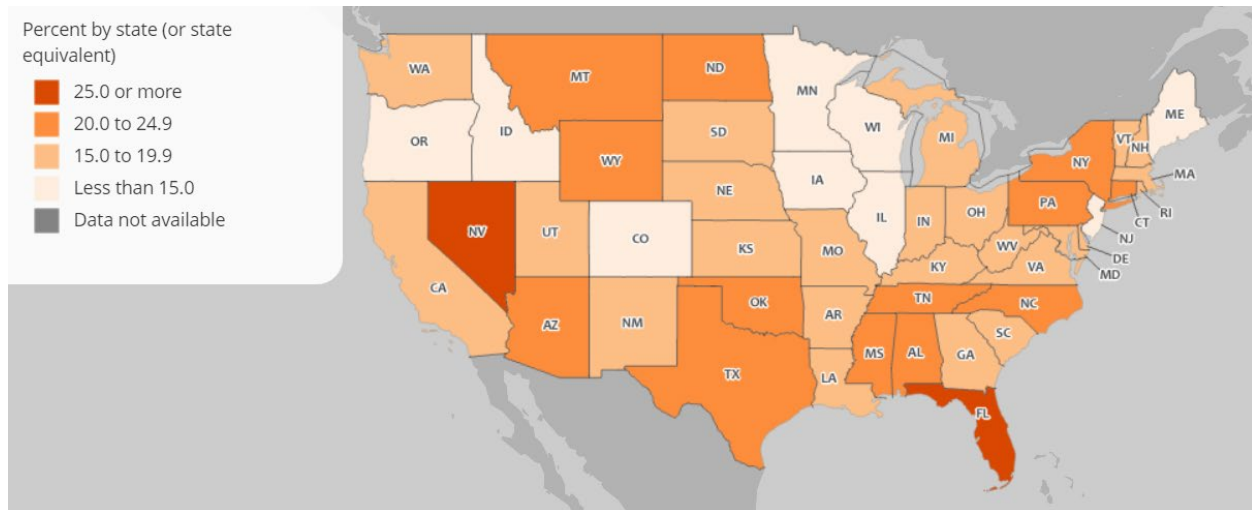 Percent by state (or state
equivalent)
25.0 or more
20.0 to 24.9
15.0 to 19.9
Less than 15.0
Data not available
WA
MT
ND
MN
ME
OR
ID
SD
WI
MI
VT
NH
WY
NY
MA
NE
IA
PA
RI
CT
NV
UT
CO
IL
IN
OH
NJ
KS
MO
WV
DE
KY
VA
MD
CA
AZ
NM
OK
AR
TN
NC
SC
MS
AL
GA
TX
LA
FL